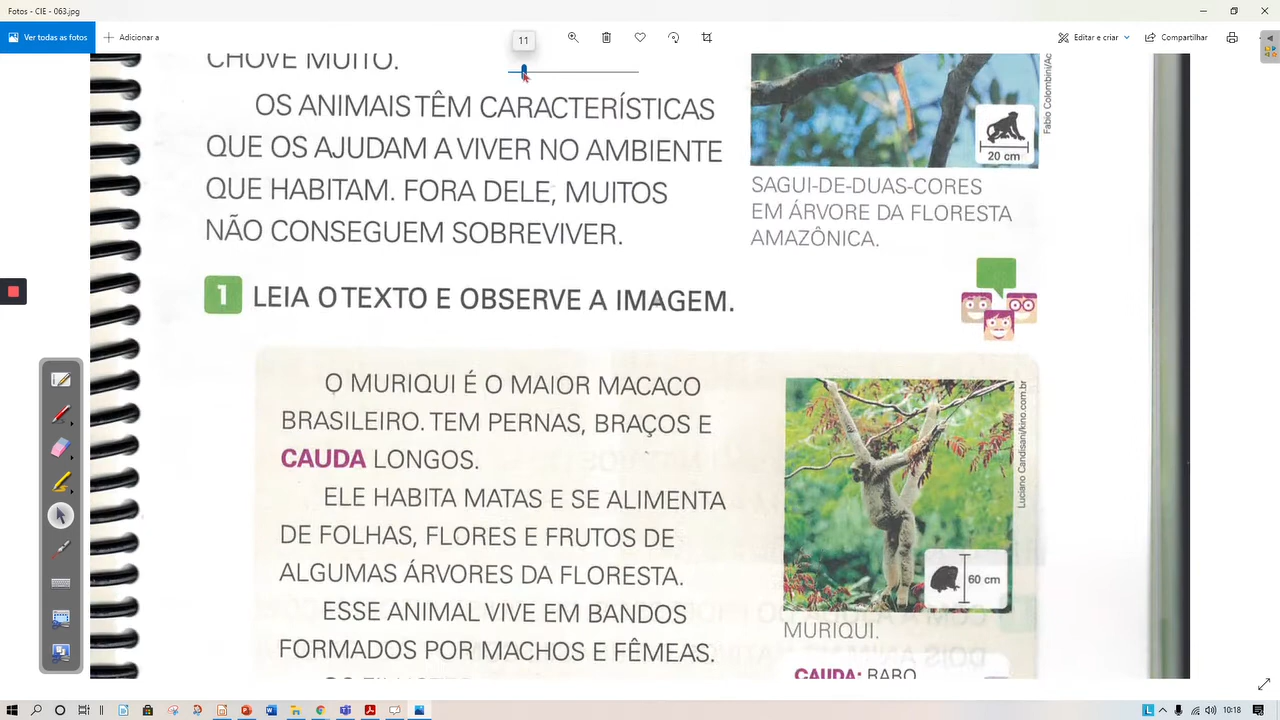 Fotos - CIE - 063.jpg
Ver todas as fotos
Adicionar a
11
Editar e criar
Compartilhar
CHOVE MUITO.
OS ANIMAIS TÊM CARACTERÍSTICAS
QUE OS AJUDAM A VIVER NO AMBIENTE
QUE HABITAM. FORA DELE, MUITOS
NÃO CONSEGUEM SOBREVIVER.
20 cm
Fabio Colombini/Ac
SAGUI-DE-DUAS-CORES
EM ÁRVORE DA FLORESTA
AMAZÔNICA.
1 LEIA O TEXTO E OBSERVE A IMAGEM.
O MURIQUI É O MAIOR MACACO
BRASILEIRO. TEM PERNAS, BRAÇOS E
CAUDA LONGOS.
ELE HABITA MATAS E SE ALIMENTA
DE FOLHAS, FLORES E FRUTOS DE
ALGUMAS ÁRVORES DA FLORESTA.
ESSE ANIMAL VIVE EM BANDOS
FORMADOS POR MACHOS E FÊMEAS.
Luciano Candisani/kino.com.br
60 cm
MURIQUI.
CAUDA: RABO
10:18